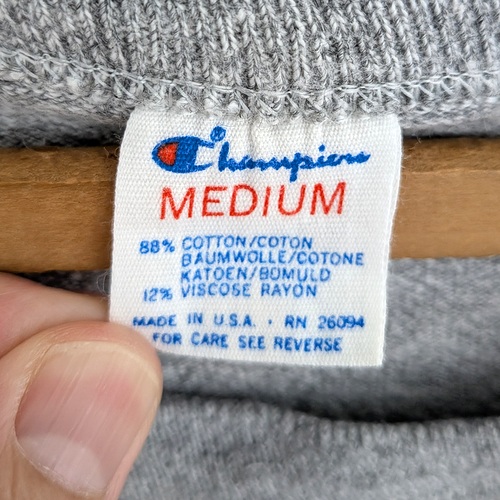 Champion®
MEDIUM
88% COTTON/COTON
BAUMWOLLE/COTONE
KATOEN/BOMULD
12% VISCOSE RAYON
MADE IN U.S.A. · RN 26094
FOR CARE SEE REVERSE